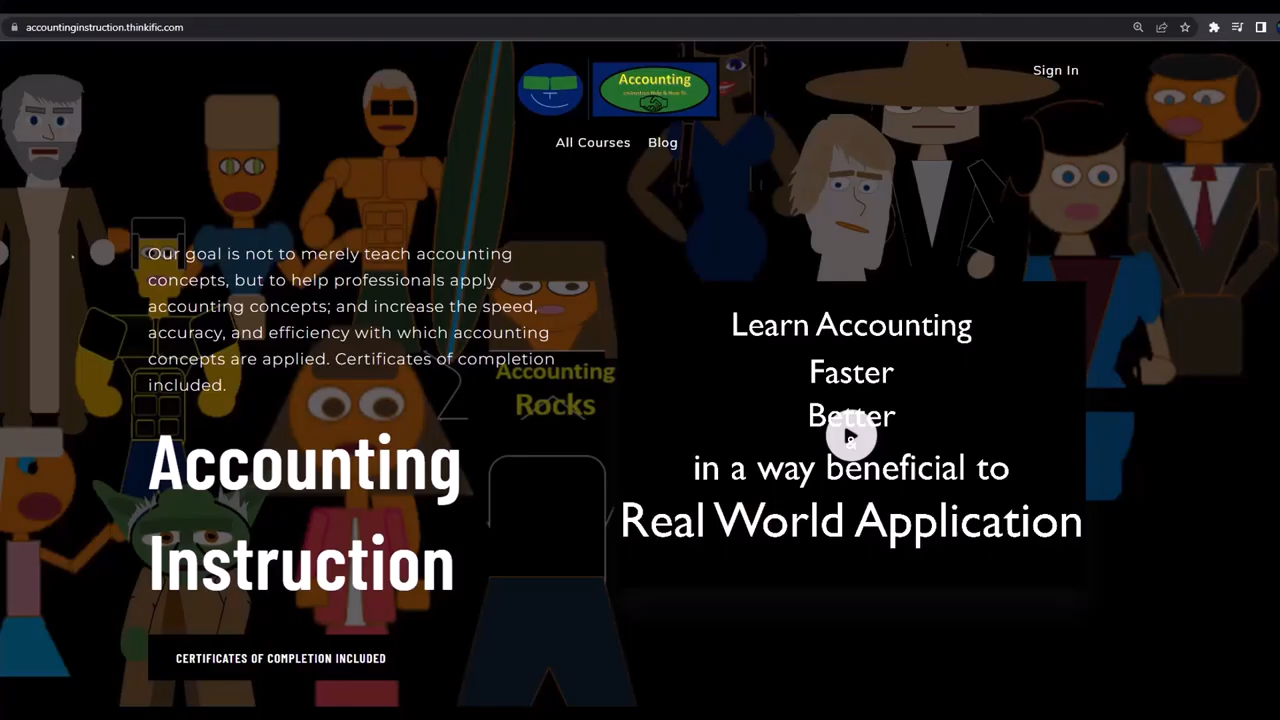 accountinginstruction.thinkific.com
Accounting
Sign In
All Courses Blog
Our goal is not to merely teach accounting
concepts, but to help professionals apply
accounting concepts; and increase the speed,
accuracy, and efficiency with which accounting
concepts are applied. Certificates of completion
included.
Accounting
Rocks
Learn Accounting
Faster
Better
&
in a way beneficial to
Real World Application
Accounting
Instruction
CERTIFICATES OF COMPLETION INCLUDED